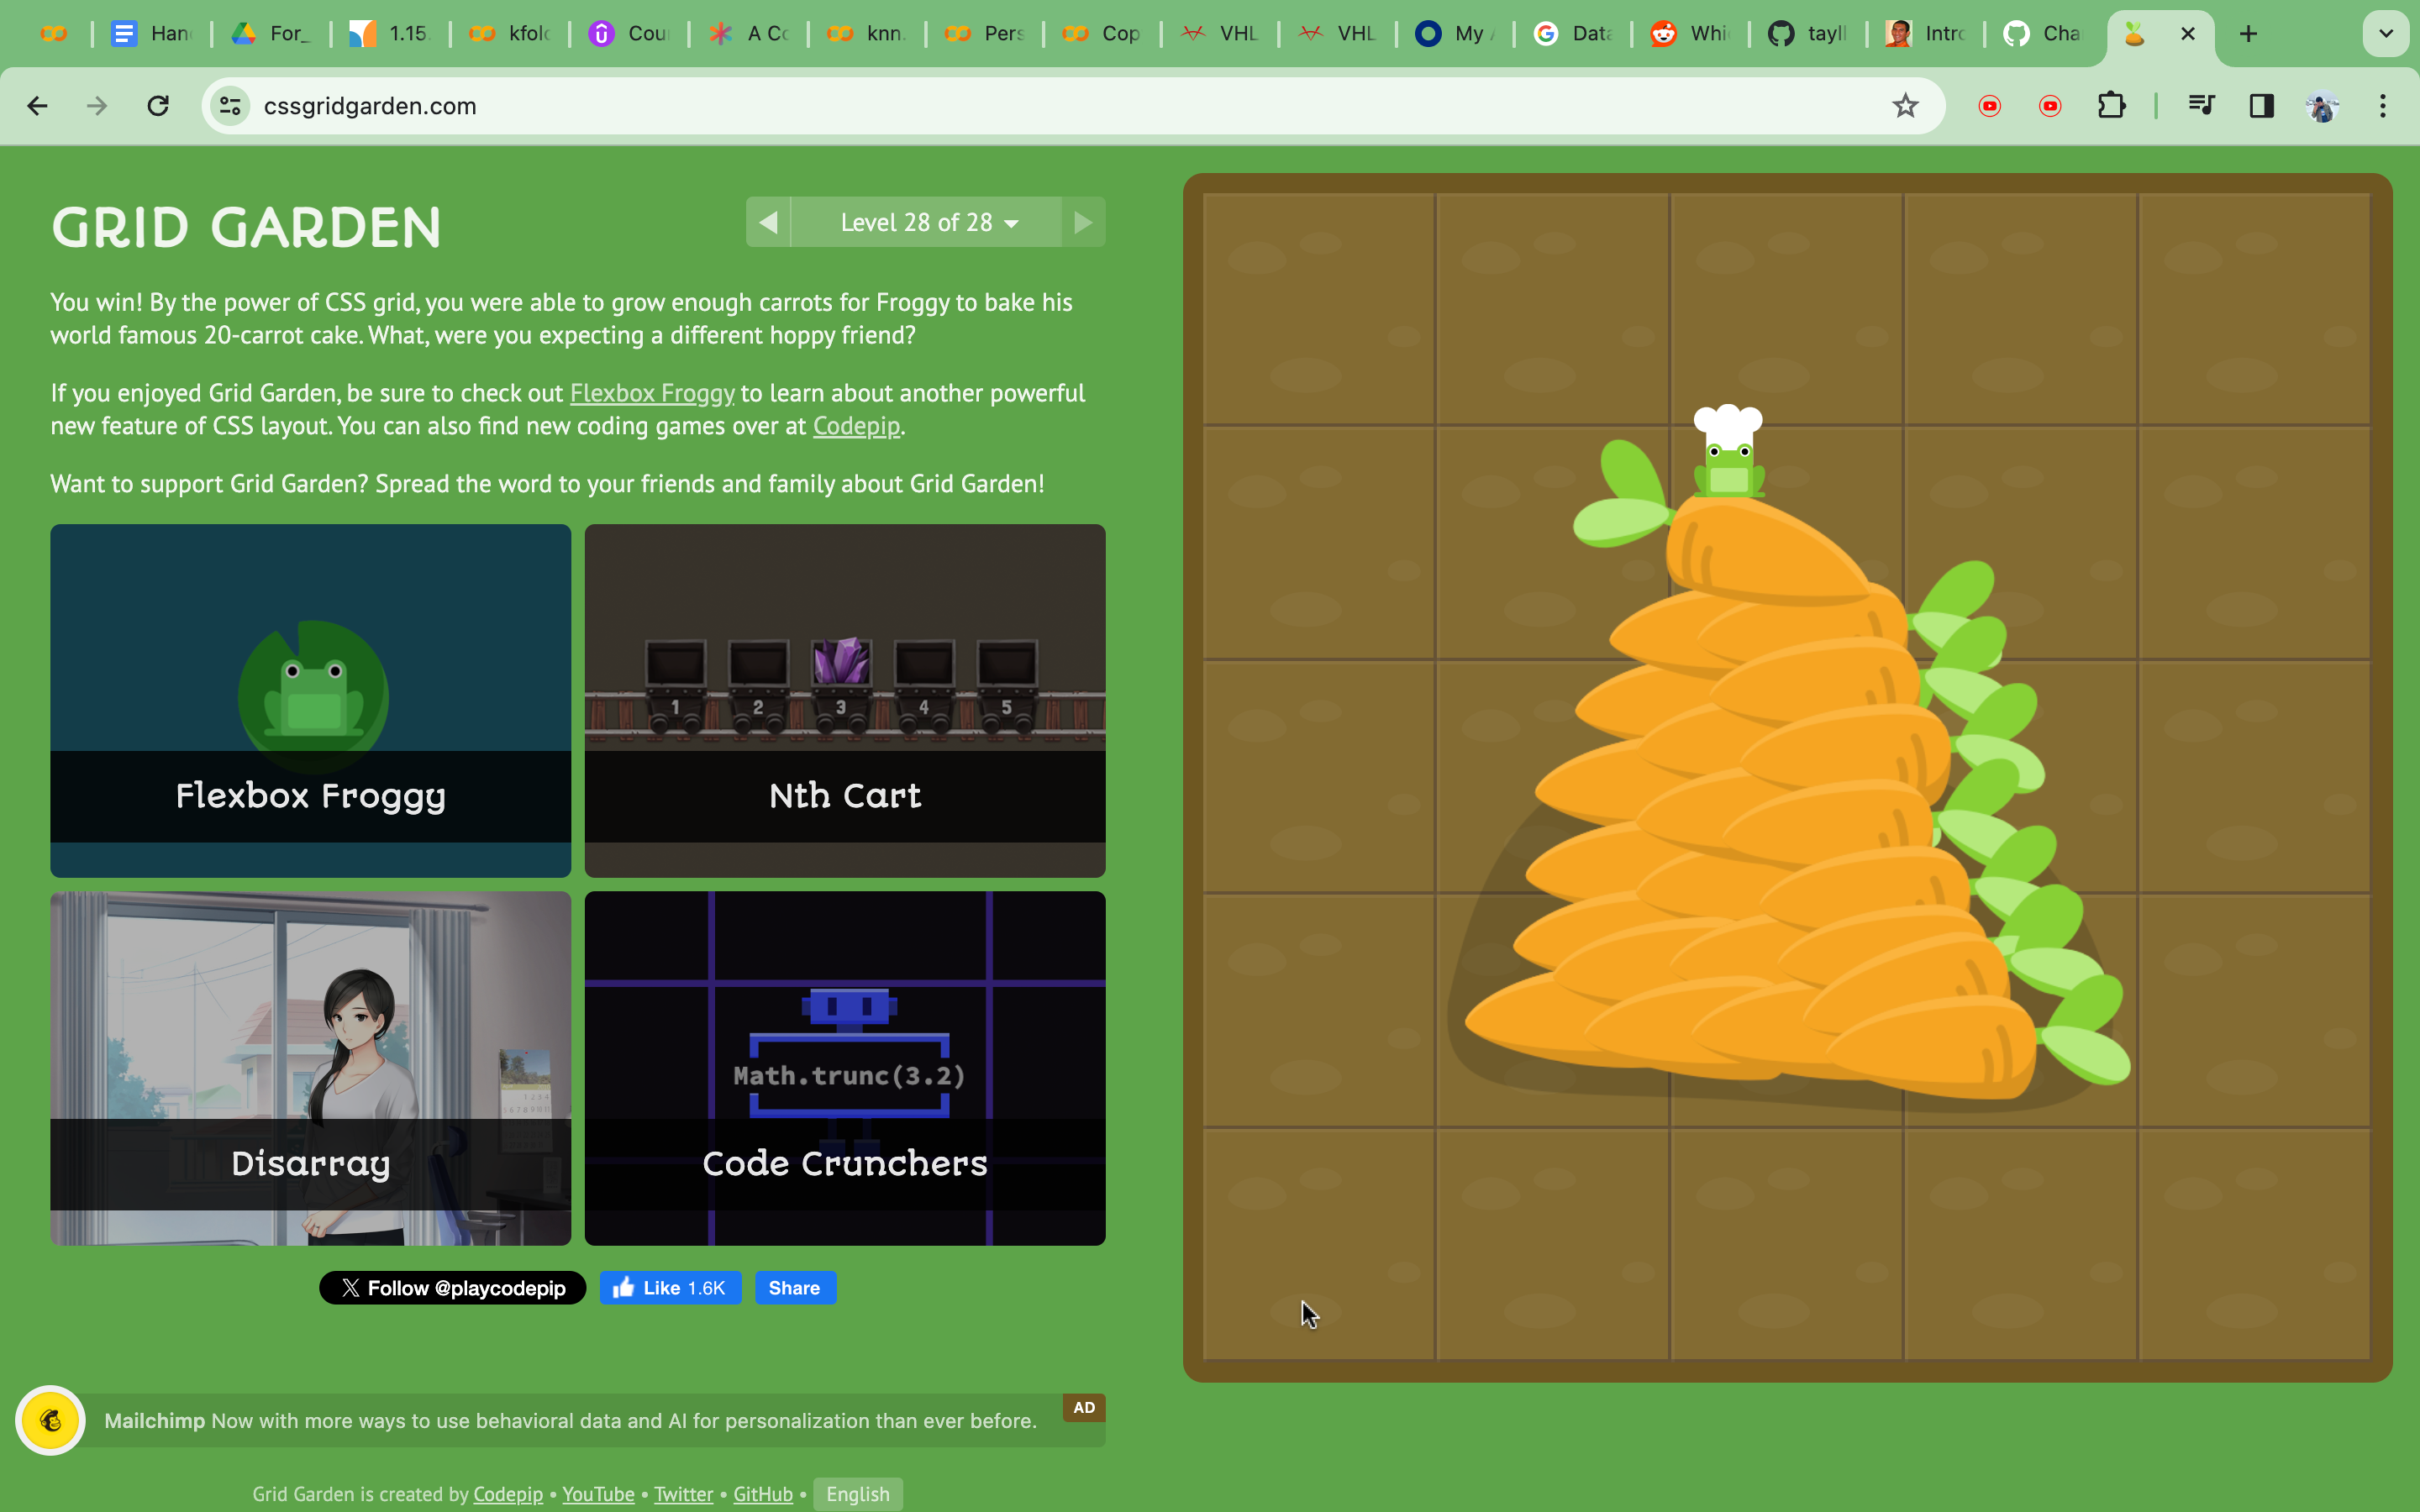 Han
For_
1.15
kfolc
Cour
A Co
knn.
Pers
Cop
VHL
VHL
My
Data
Whi
tayll
Intro
Cha
cssgridgarden.com
GRID GARDEN
Level 28 of 28
You win! By the power of CSS grid, you were able to grow enough carrots for Froggy to bake his
world famous 20-carrot cake. What, were you expecting a different hoppy friend?
If you enjoyed Grid Garden, be sure to check out Flexbox Froggy to learn about another powerful
new feature of CSS layout. You can also find new coding games over at Codepip.
Want to support Grid Garden? Spread the word to your friends and family about Grid Garden!
Flexbox Froggy
1 2 3 4 5
Nth Cart
Disarray
Math.trunc(3.2)
Code Crunchers
Follow @playcodepip
Like 1.6K
Share
AD
Mailchimp Now with more ways to use behavioral data and AI for personalization than ever before.
Grid Garden is created by Codepip • YouTube • Twitter • GitHub • English